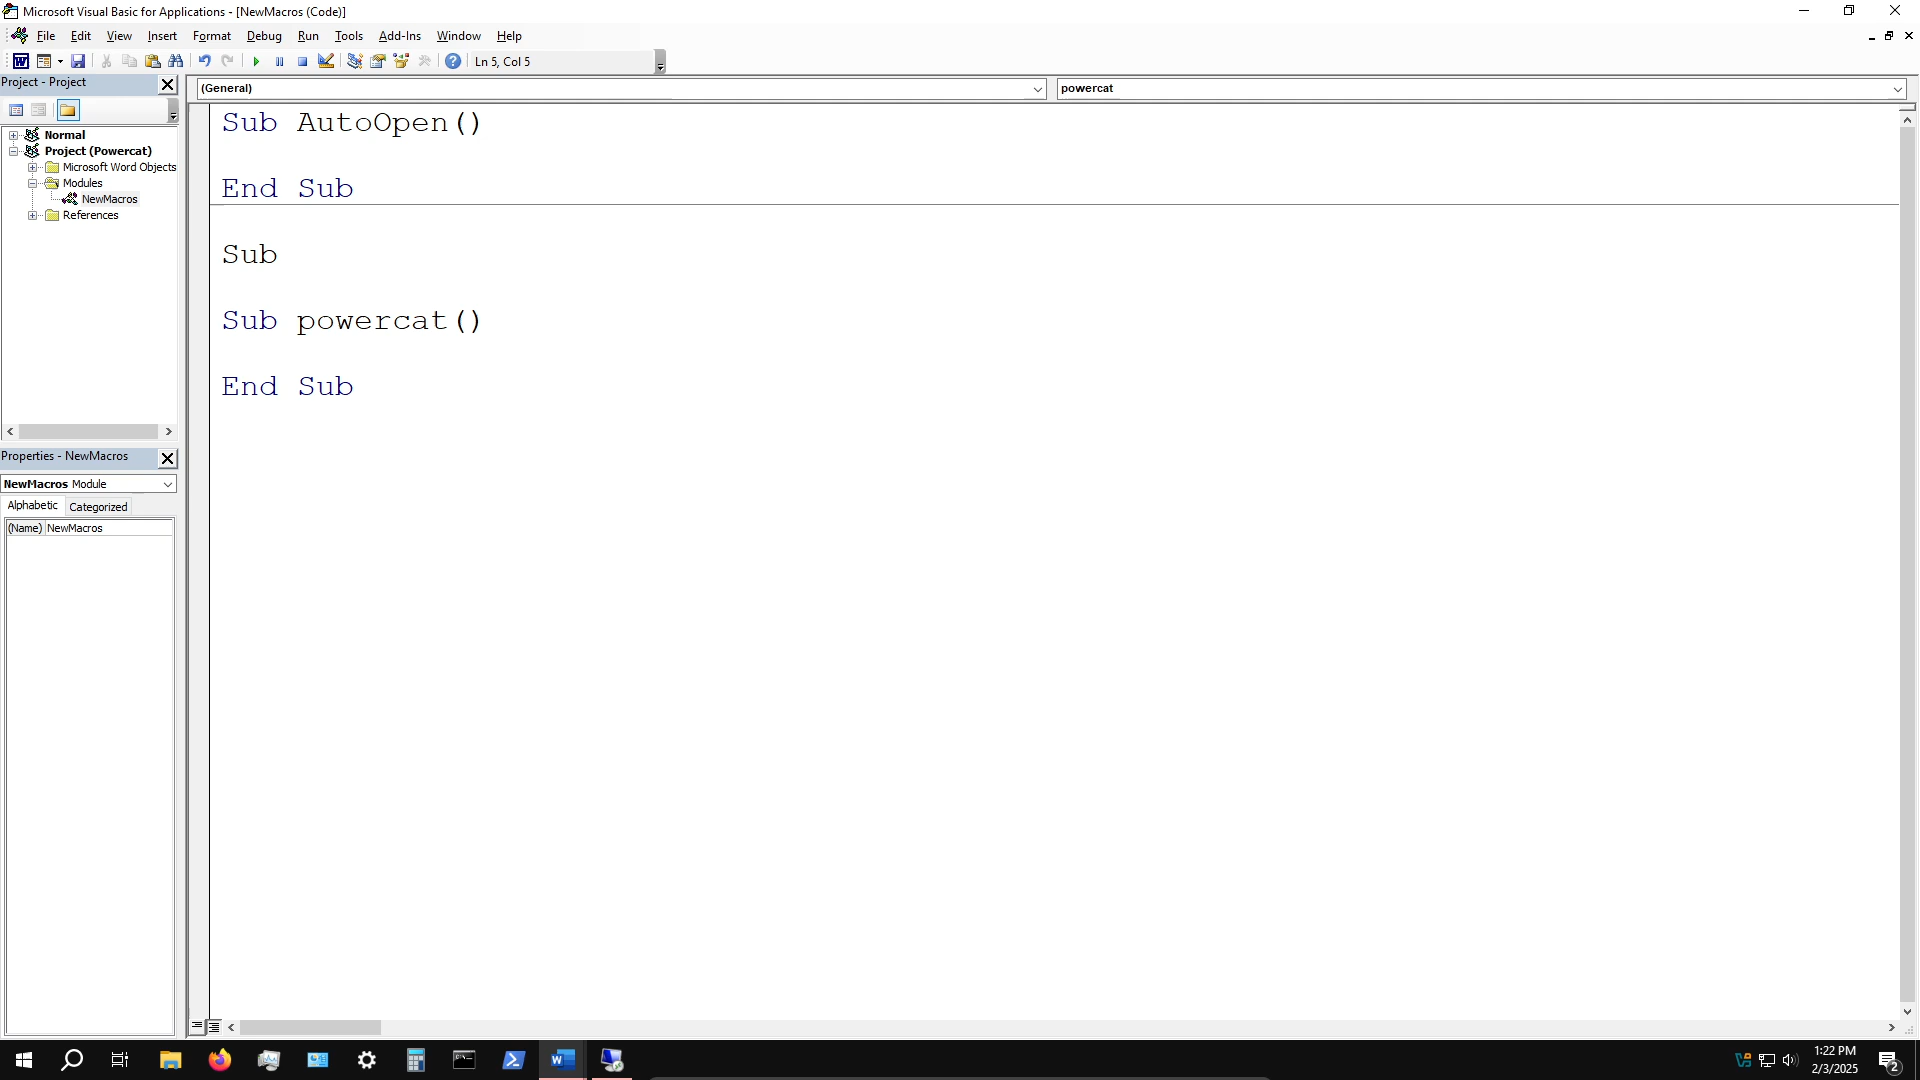 Microsoft Visual Basic for Applications - [NewMacros (Code)]
File Edit View Insert Format Debug Run Tools Add-Ins Window Help
Ln 5, Col 5
Project - Project
(General)
powercat
Normal
Project (Powercat)
Microsoft Word Objects
Modules
NewMacros
References
Sub AutoOpen()
End Sub
Sub
Sub powercat()
End Sub
Properties - NewMacros
NewMacros Module
Alphabetic Categorized
(Name) NewMacros
1:22 PM
2/3/2025
2